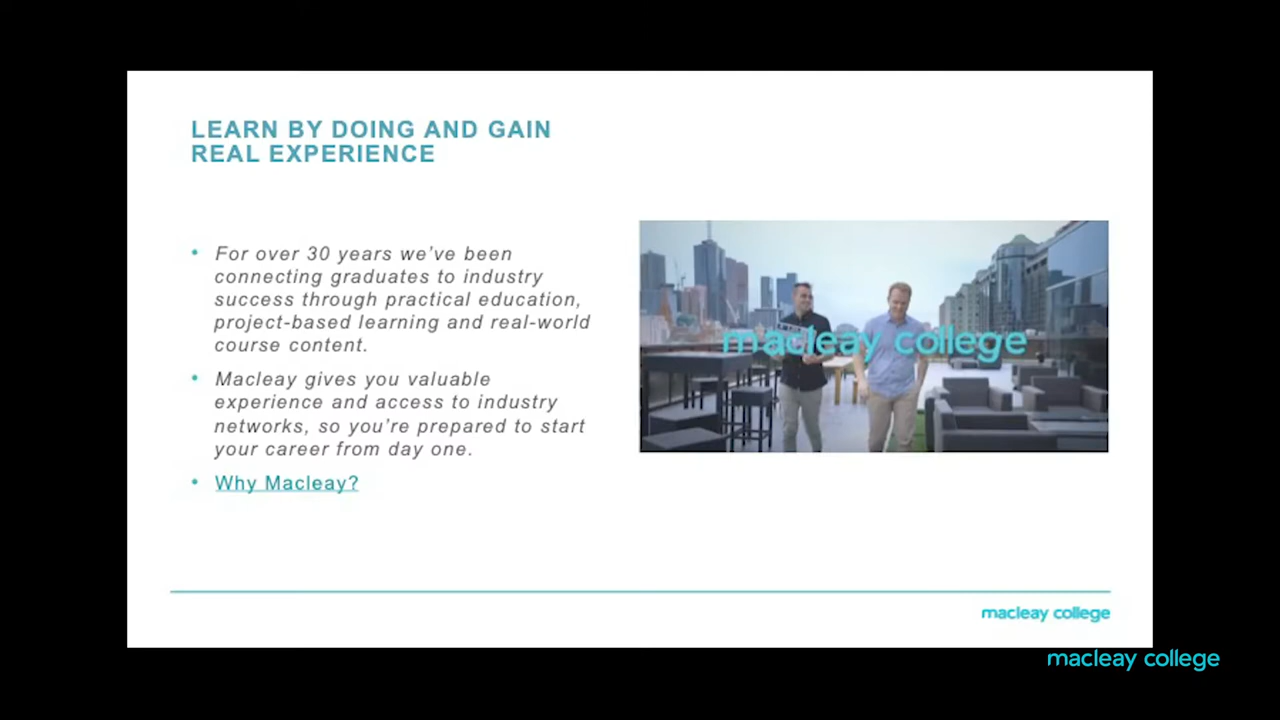 LEARN BY DOING AND GAIN
REAL EXPERIENCE
• For over 30 years we’ve been
connecting graduates to industry
success through practical education,
project-based learning and real-world
course content.
• Macleay gives you valuable
experience and access to industry
networks, so you’re prepared to start
your career from day one.
• Why Macleay?
macleay college
macleay college
macleay college